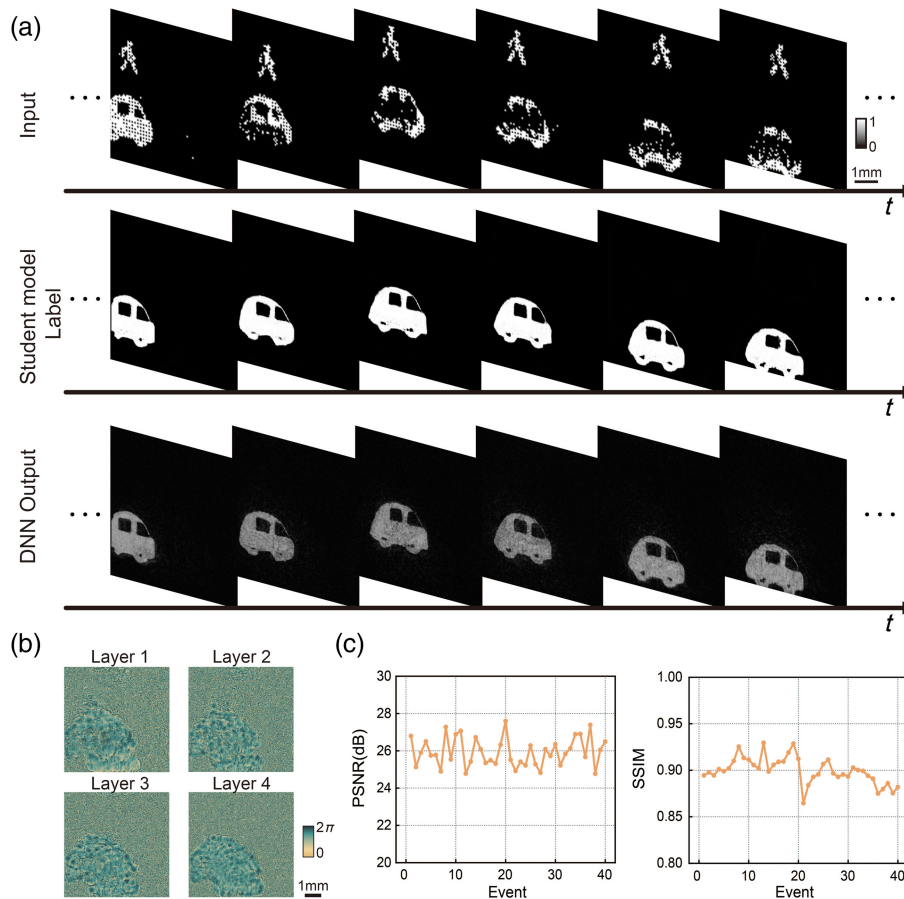 (a)
Input
1
0
1mm
t
Student model
Label
t
DNN Output
t
(b)
Layer 1
Layer 2
Layer 3
Layer 4
2π
0
1mm
(c)
30
28
26
24
22
20
PSNR(dB)
0 10 20 30 40
Event
1.00
0.95
0.90
0.85
0.80
SSIM
0 10 20 30 40
Event